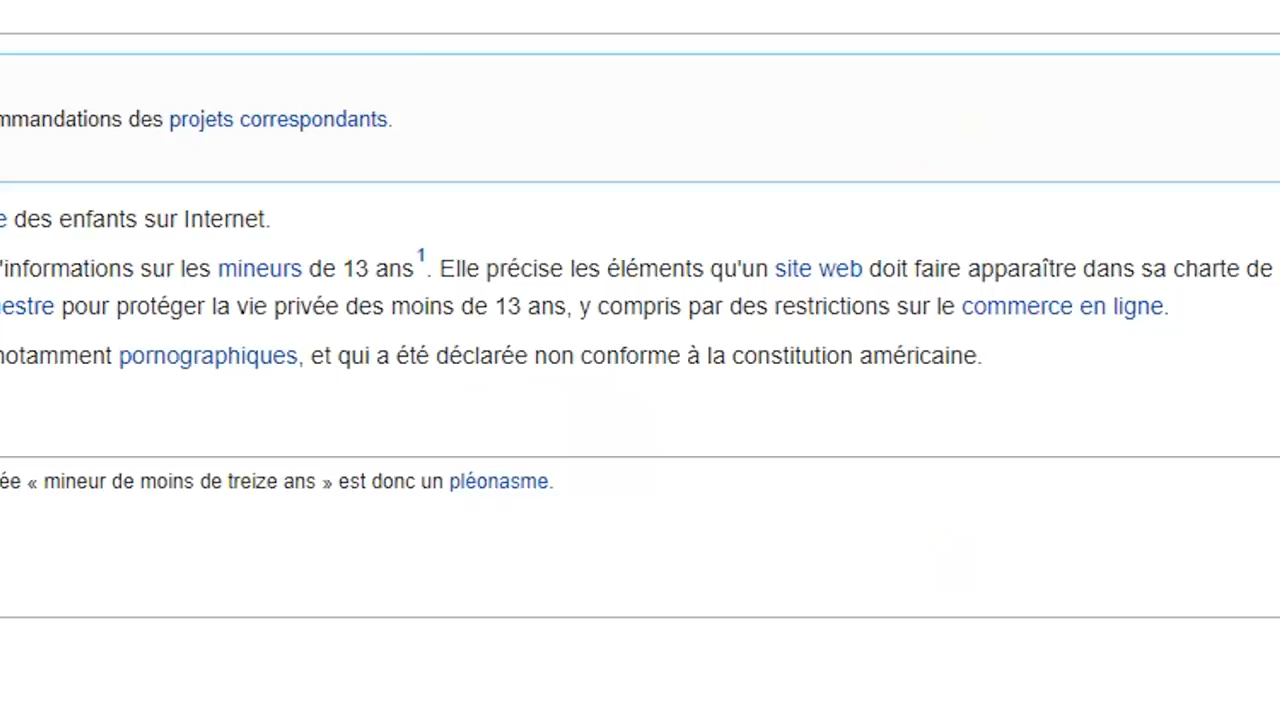 mmandations des projets correspondants.
e des enfants sur Internet.
'informations sur les mineurs de 13 ans1. Elle précise les éléments qu'un site web doit faire apparaître dans sa charte de
estre pour protéger la vie privée des moins de 13 ans, y compris par des restrictions sur le commerce en ligne.
notamment pornographiques, et qui a été déclarée non conforme à la constitution américaine.
ée « mineur de moins de treize ans » est donc un pléonasme.